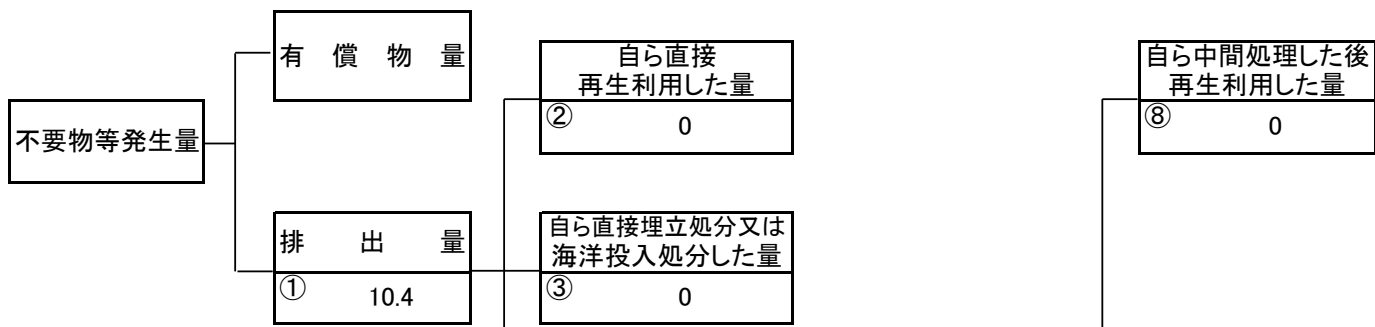 有償物量
自ら直接
再生利用した量
② 0
自ら中間処理した後
再生利用した量
⑧ 0
不要物等発生量
排出量
① 10.4
自ら直接埋立処分又は
海洋投入処分した量
③ 0